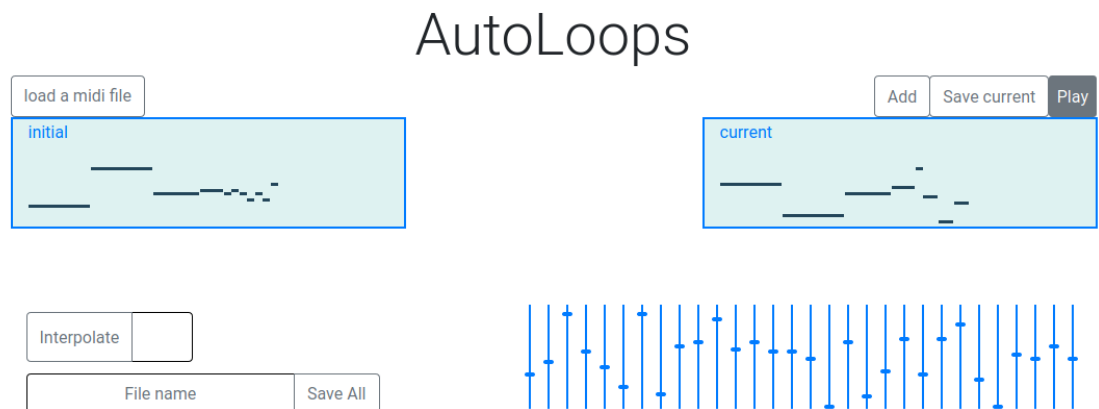 AutoLoops
load a midi file
Add
Save current
Play
initial
current
Interpolate
File name
Save All